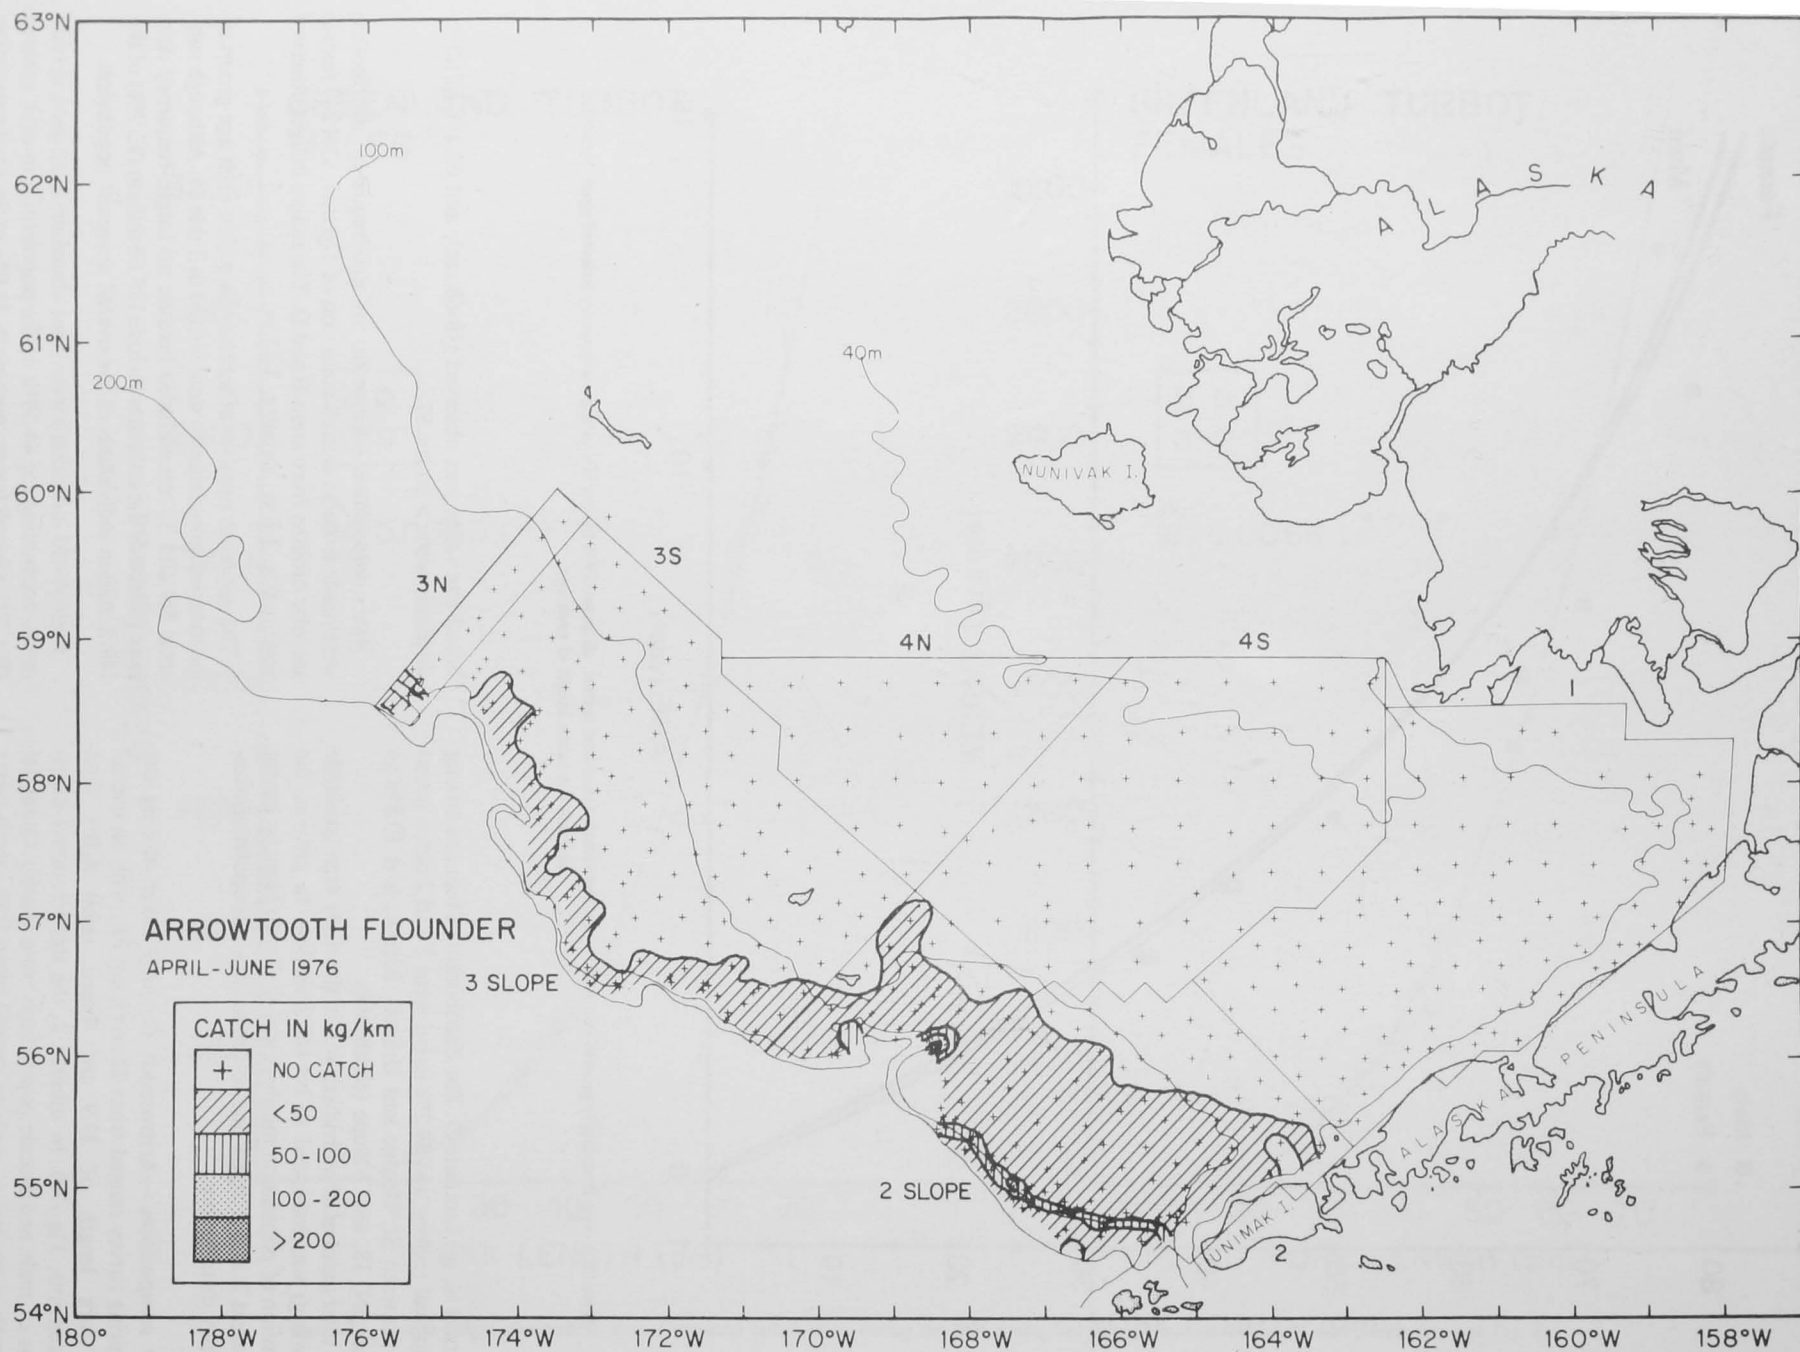 63°N
62°N
61°N
60°N
59°N
58°N
57°N
56°N
55°N
54°N
180°
178°W
176°W
174°W
172°W
170°W
168°W
166°W
164°W
162°W
160°W
158°W
ALASKA
100m
200m
40m
NUNIVAK I.
3N
3S
4N
4S
1
3 SLOPE
2 SLOPE
2
UNIMAK I.
ALASKA PENINSULA
ARROWTOOTH FLOUNDER
APRIL-JUNE 1976
CATCH IN kg/km
+ NO CATCH
<50
50-100
100-200
>200